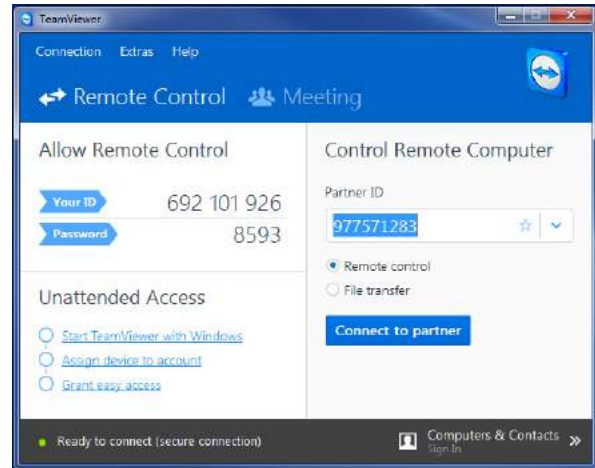 TeamViewer
Connection Extras Help
Remote Control Meeting
Allow Remote Control
Your ID 692 101 926
Password 8593
Unattended Access
Start TeamViewer with Windows
Assign device to account
Grant easy access
Control Remote Computer
Partner ID
977571283
Remote control
File transfer
Connect to partner
Ready to connect (secure connection)
Computers & Contacts
Sign In